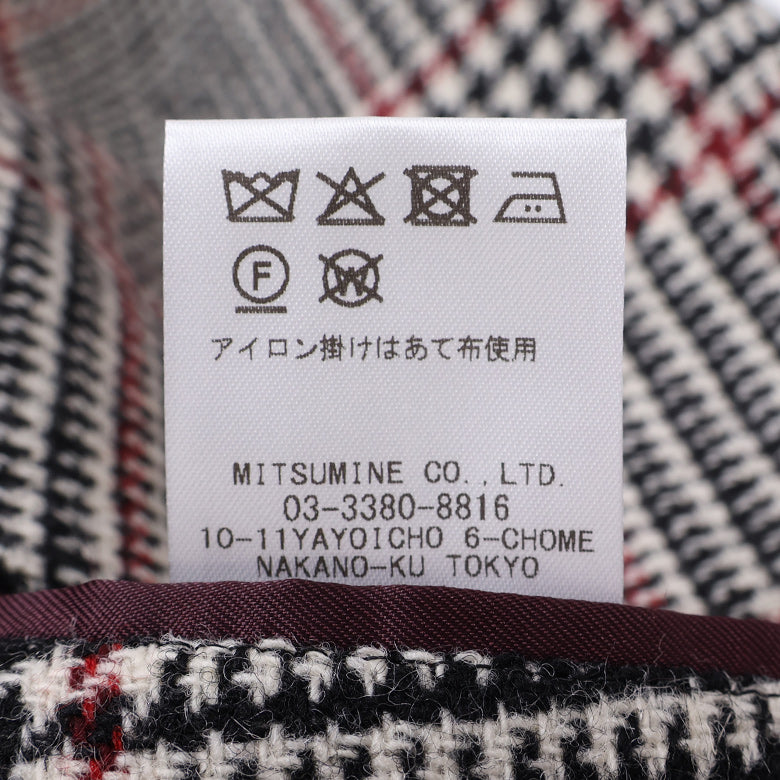 F W
アイロン掛けはあて布使用
MITSUMINE CO.,LTD.
03-3380-8816
10-11YAYOICHO 6-CHOME
NAKANO-KU TOKYO